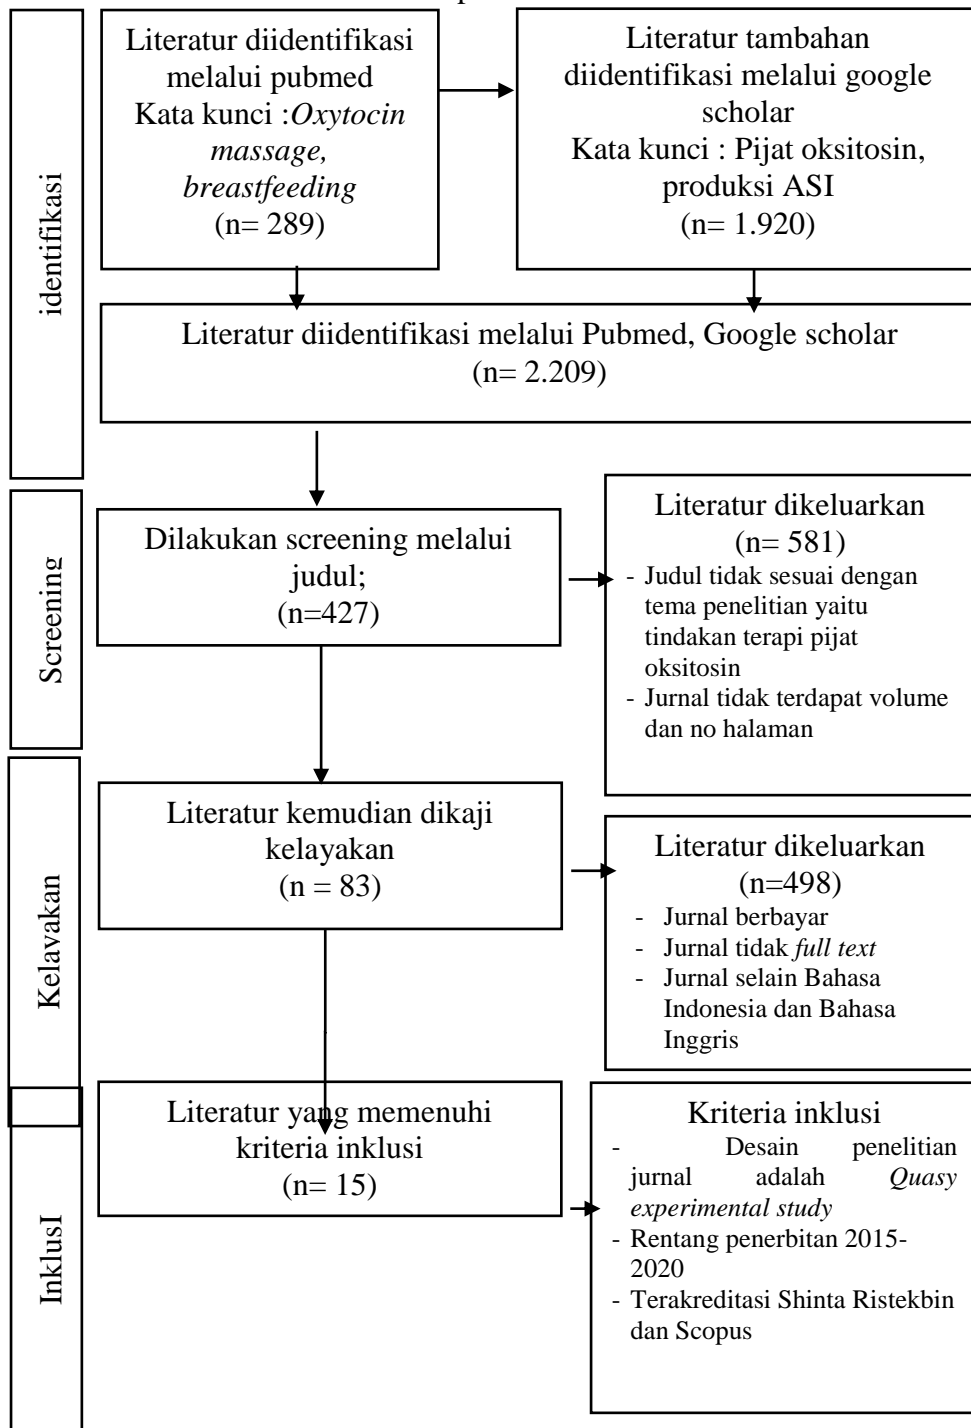 identifikasi
Literatur diidentifikasi
melalui pubmed
Kata kunci :Oxytocin
massage,
breastfeeding
(n= 289)
Literatur tambahan
diidentifikasi melalui google
scholar
Kata kunci : Pijat oksitosin,
produksi ASI
(n= 1.920)
Literatur diidentifikasi melalui Pubmed, Google scholar
(n= 2.209)
Screening
Dilakukan screening melalui
judul;
(n=427)
Literatur dikeluarkan
(n= 581)
- Judul tidak sesuai dengan
tema penelitian yaitu
tindakan terapi pijat
oksitosin
- Jurnal tidak terdapat volume
dan no halaman
Kelavakan
Literatur kemudian dikaji
kelayakan
(n = 83)
Literatur dikeluarkan
(n=498)
- Jurnal berbayar
- Jurnal tidak full text
- Jurnal selain Bahasa
Indonesia dan Bahasa
Inggris
InklusI
Literatur yang memenuhi
kriteria inklusi
(n= 15)
Kriteria inklusi
- Desain penelitian
jurnal adalah Quasy
experimental study
- Rentang penerbitan 2015-
2020
- Terakreditasi Shinta Ristekbin
dan Scopus